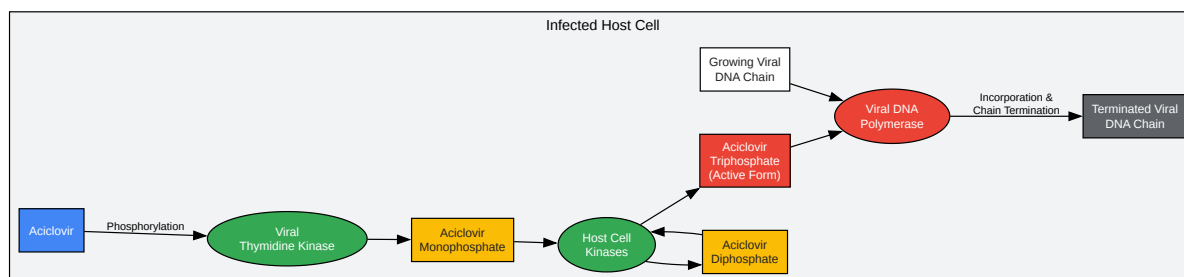 Infected Host Cell
Growing Viral
DNA Chain
Viral DNA
Polymerase
Incorporation &
Chain Termination
Terminated Viral
DNA Chain
Aciclovir
Triphosphate
(Active Form)
Aciclovir
Phosphorylation
Viral
Thymidine Kinase
Aciclovir
Monophosphate
Host Cell
Kinases
Aciclovir
Diphosphate